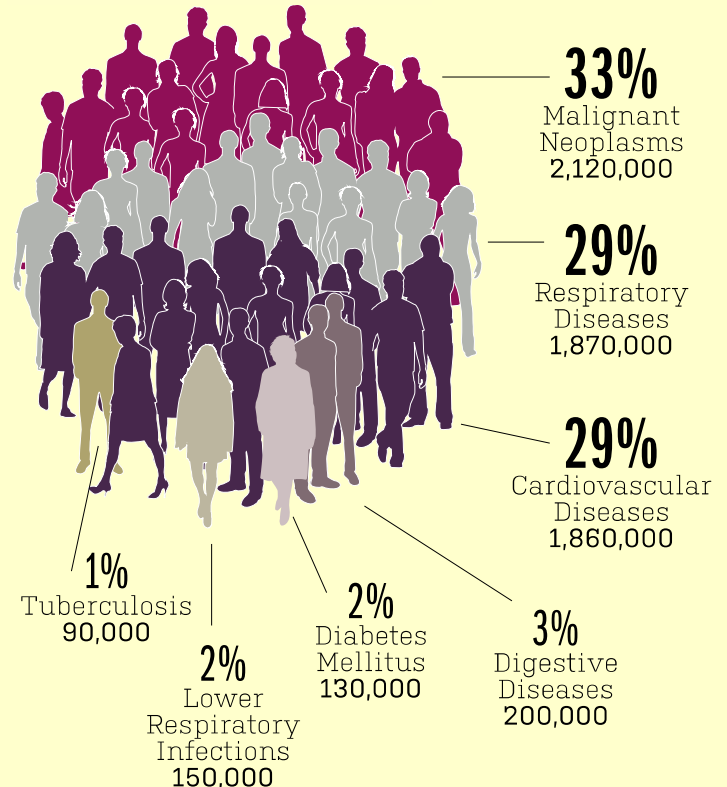 33%
Malignant
Neoplasms
2,120,000
29%
Respiratory
Diseases
1,870,000
29%
Cardiovascular
Diseases
1,860,000
1%
Tuberculosis
90,000
2%
Lower
Respiratory
Infections
150,000
2%
Diabetes
Mellitus
130,000
3%
Digestive
Diseases
200,000